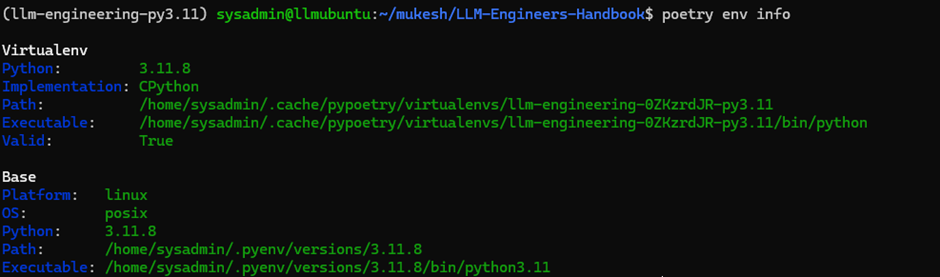 (llm-engineering-py3.11) sysadmin@llmubuntu:~/mukesh/LLM-Engineers-Handbook$ poetry env info
Virtualenv
Python: 3.11.8
Implementation: CPython
Path: /home/sysadmin/.cache/pypoetry/virtualenvs/llm-engineering-0ZKzrdJR-py3.11
Executable: /home/sysadmin/.cache/pypoetry/virtualenvs/llm-engineering-0ZKzrdJR-py3.11/bin/python
Valid: True
Base
Platform: linux
OS: posix
Python: 3.11.8
Path: /home/sysadmin/.pyenv/versions/3.11.8
Executable: /home/sysadmin/.pyenv/versions/3.11.8/bin/python3.11